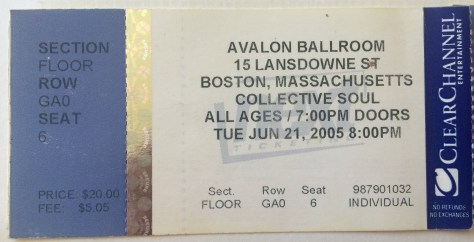 SECTION
FLOOR
ROW
GA0
SEAT
6
PRICE: $20.00
FEE: $5.05
AVALON BALLROOM
15 LANSDOWNE ST
BOSTON, MASSACHUSETTS
COLLECTIVE SOUL
ALL AGES / 7:00PM DOORS
TUE JUN 21, 2005 8:00PM
TICKETING
Sect. Row Seat 987901032
FLOOR GA0 6 INDIVIDUAL
CLEARCHANNEL
ENTERTAINMENT
NO REFUNDS
NO EXCHANGES